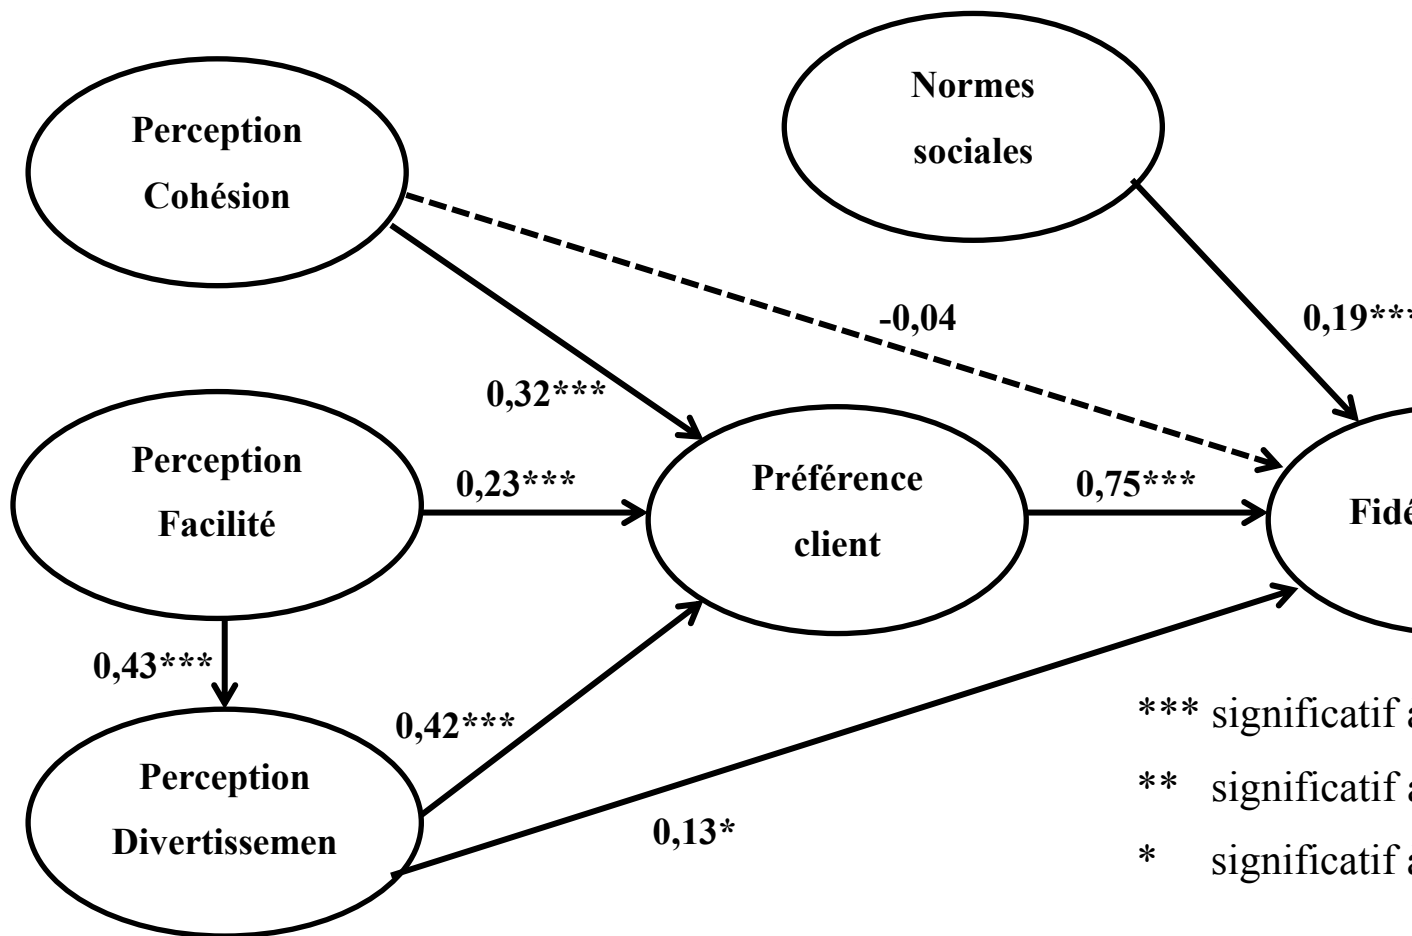 Perception
Cohésion
Normes
sociales
-0,04
0,19***
0,32***
Perception
Facilité
0,23***
Préférence
client
0,75***
Fidé
0,43***
0,42***
Perception
Divertissemen
0,13*
*** significatif a
** significatif a
* significatif a